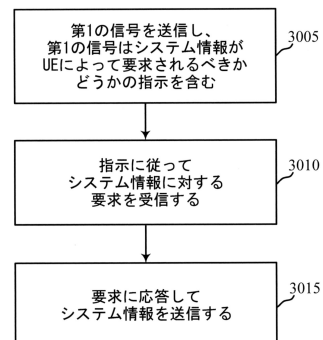 第1の信号を送信し、
第1の信号はシステム情報が
UEによって要求されるべきか
どうかの指示を含む
3005
指示に従って
システム情報に対する
要求を受信する
3010
要求に応答して
システム情報を送信する
3015